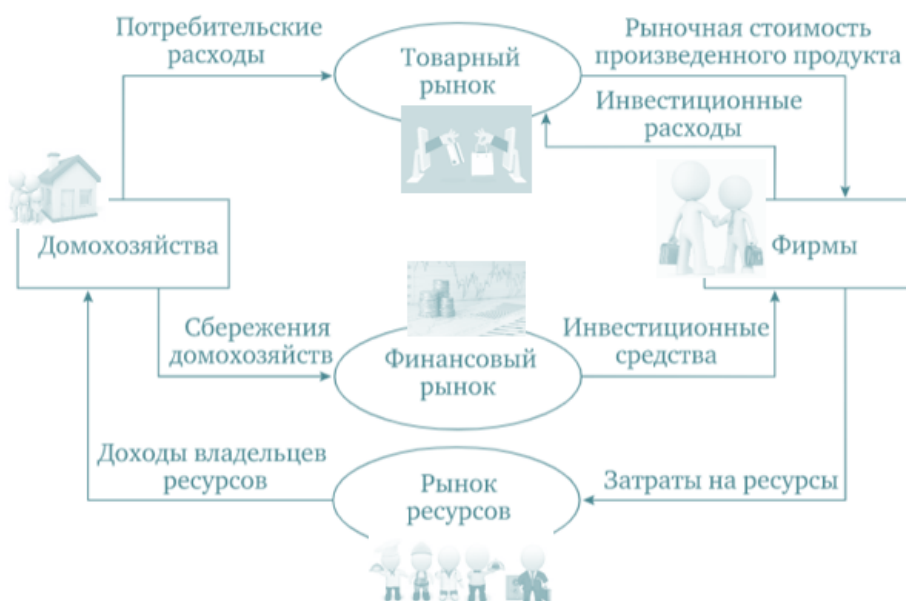 Потребительские
расходы
Товарный
рынок
Рыночная стоимость
произведенного продукта
Инвестиционные
расходы
Домохозяйства
Фирмы
Сбережения
домохозяйств
Финансовый
рынок
Инвестиционные
средства
Доходы владельцев
ресурсов
Рынок
ресурсов
Затраты на ресурсы